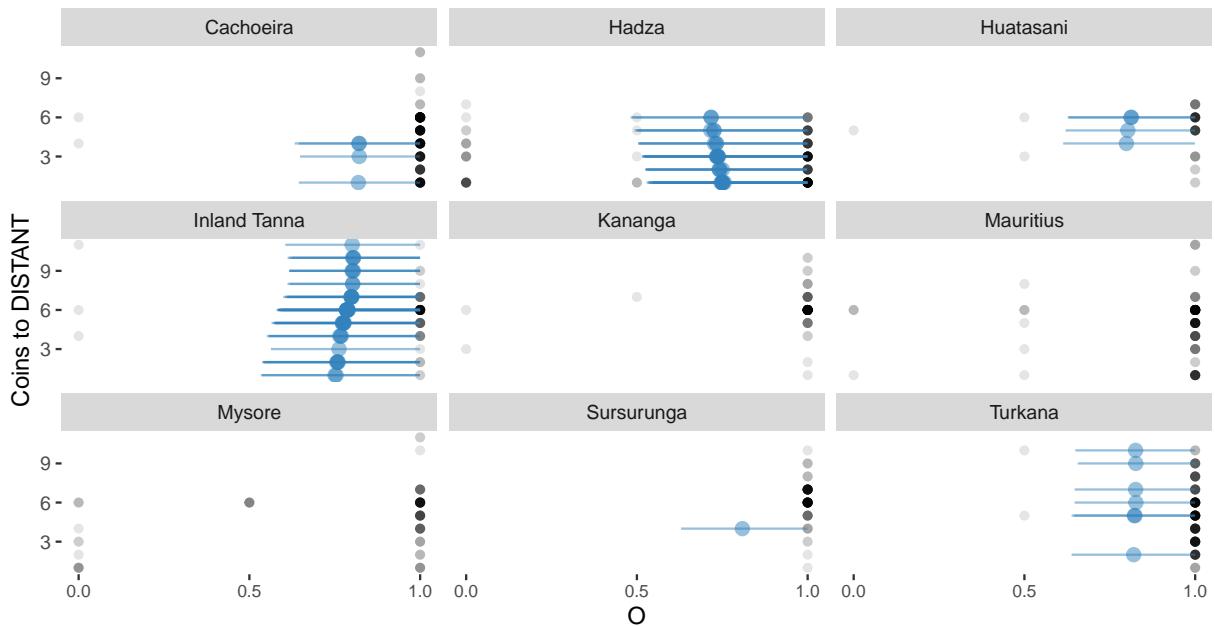 Cachoeira Hadza Huatasani
9
6
3
Inland Tanna Kananga Mauritius
9
6
3
Coins to DISTANT
Mysore Sursurunga Turkana
9
6
3
0.0 0.5 1.0 0.0 0.5 1.0 0.0 0.5 1.0
O